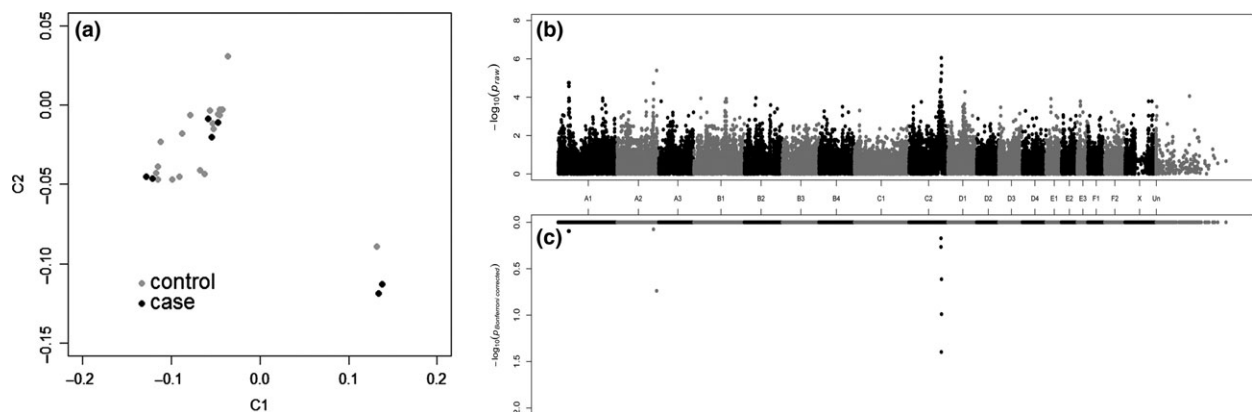 (a)
0.05
0.00
−0.05
−0.10
−0.15
C2
control
case
−0.2
−0.1
0.0
0.1
0.2
C1
(b)
8
6
4
2
0
−log10(Praw)
A1 A2 A3 B1 B2 B3 B4 C1 C2 D1 D2 D3 D4 E1 E2 E3 F1 F2 X Un
(c)
0.0
0.5
1.0
1.5
2.0
−log10(PBonferroni corrected)